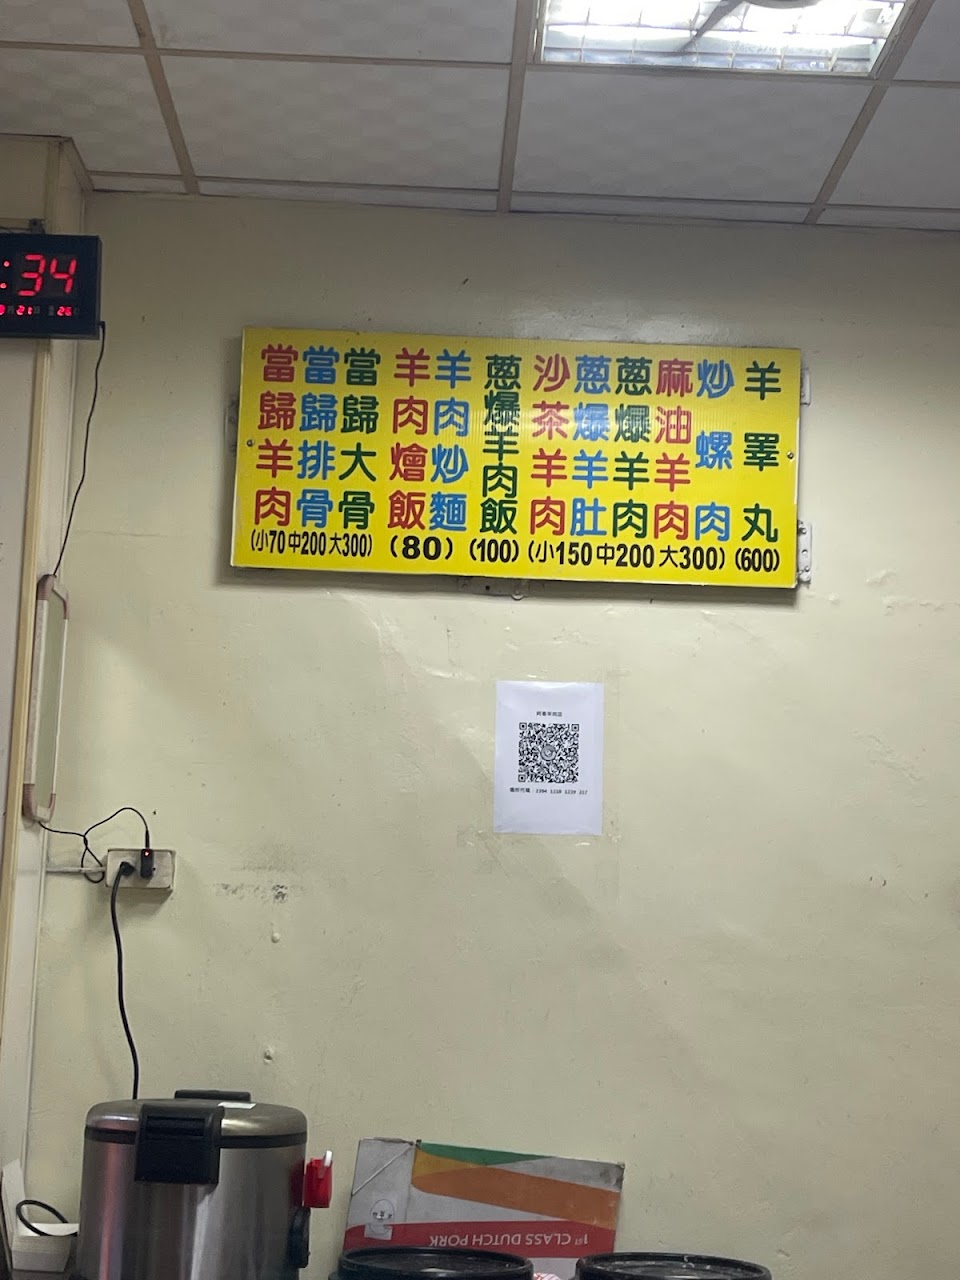 :34
21 26
當歸羊肉
當歸排骨
當歸大骨
(小70中200大300)
羊肉燴飯
羊肉炒麵
(80)
蔥爆羊肉飯
(100)
沙茶羊肉
蔥爆羊肚
蔥爆羊肉
麻油羊肉
炒螺肉
(小150中200大300)
羊睪丸
(600)
1ST CLASS DUTCH PORK